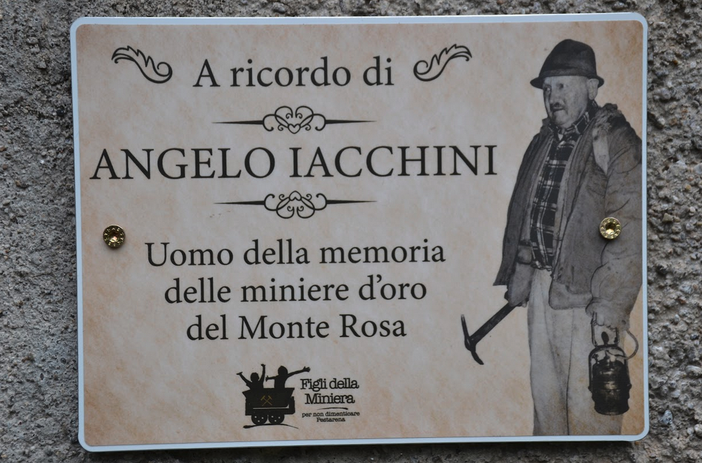 A ricordo di
ANGELO IACCHINI
Uomo della memoria
delle miniere d'oro
del Monte Rosa
Figli della
Miniera
per non dimenticare
Pestarena